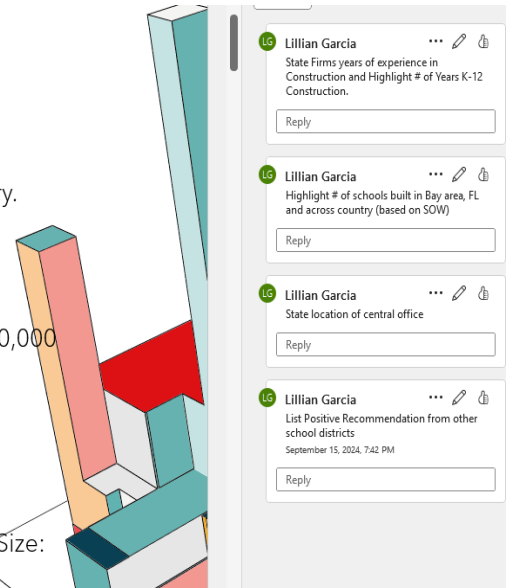 ry.
0,000
Size:
LG Lillian Garcia
State Firms years of experience in
Construction and Highlight # of Years K-12
Construction.
Reply
LG Lillian Garcia
Highlight # of schools built in Bay area, FL
and across country (based on SOW)
Reply
LG Lillian Garcia
State location of central office
Reply
LG Lillian Garcia
List Positive Recommendation from other
school districts
September 15, 2024, 7:42 PM
Reply